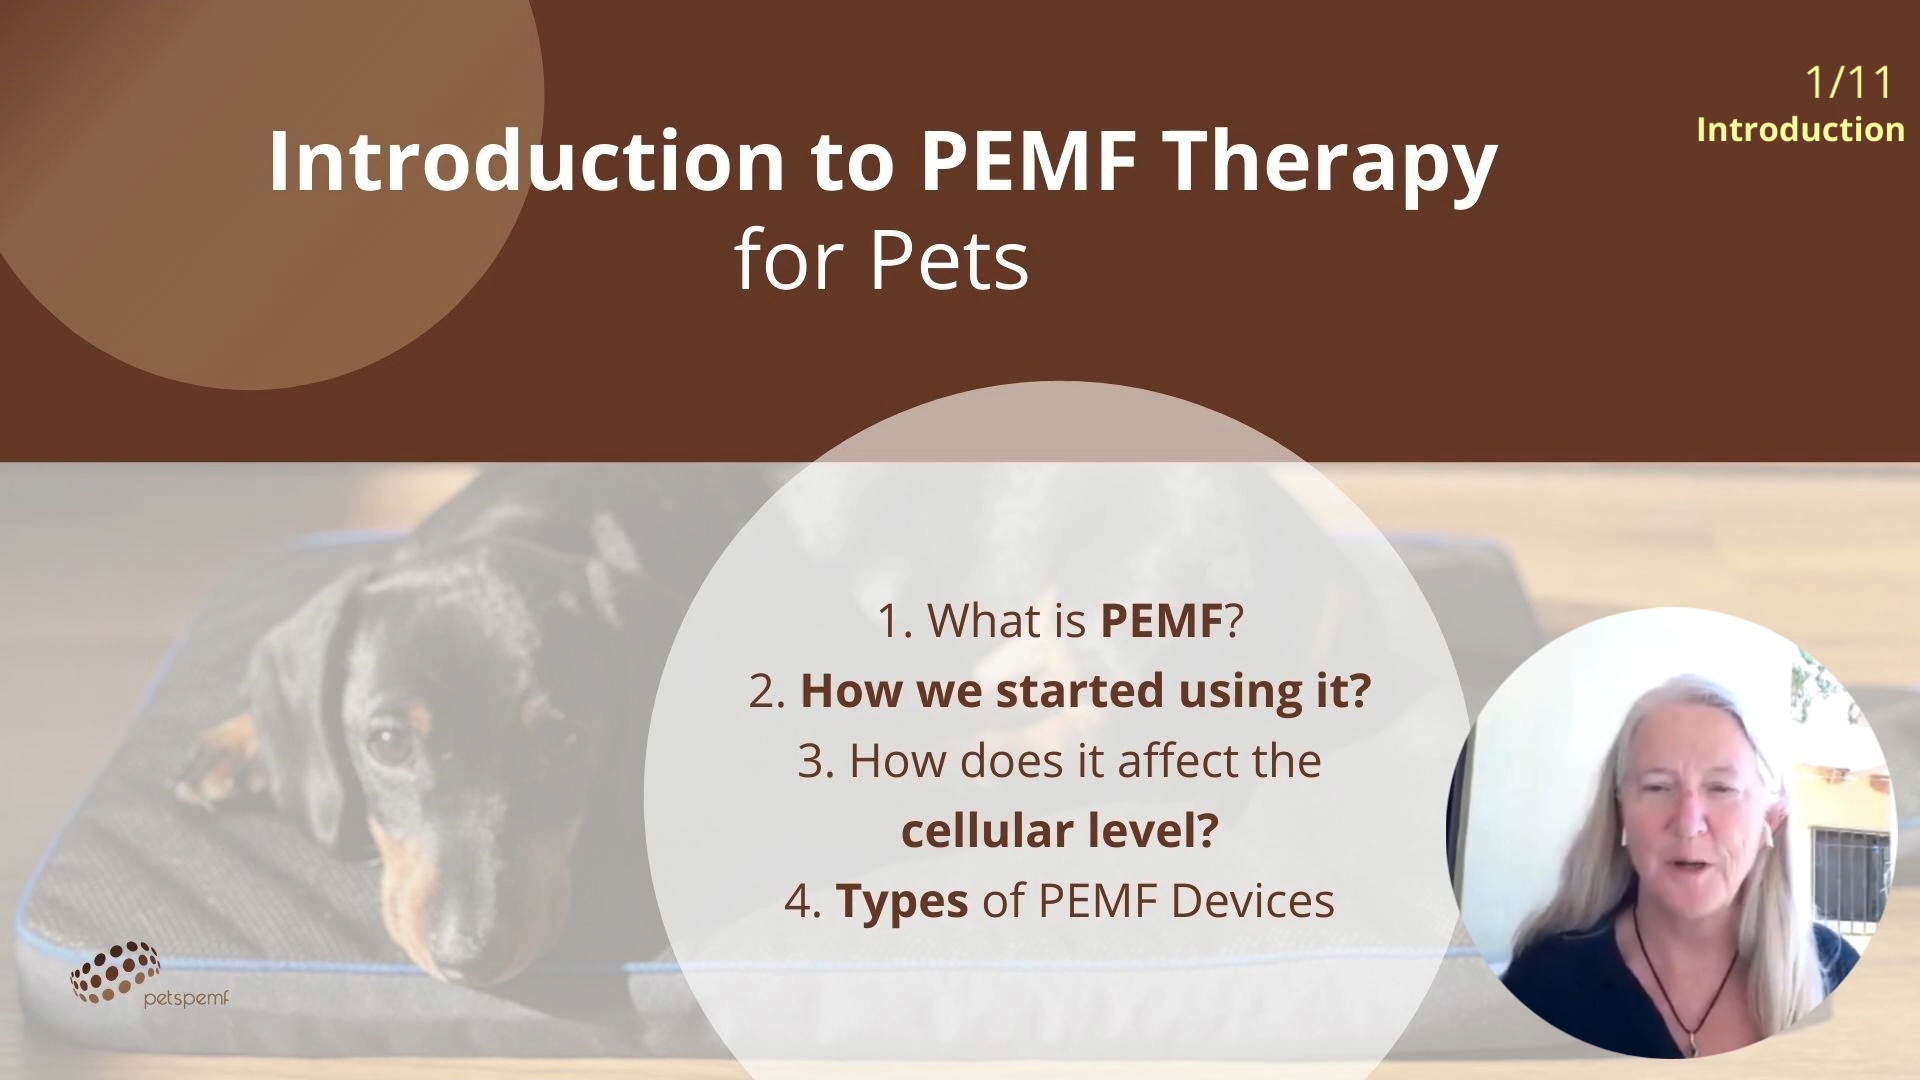 1/11
Introduction
Introduction to PEMF Therapy
for Pets
1. What is PEMF?
2. How we started using it?
3. How does it affect the
cellular level?
4. Types of PEMF Devices
petspemf